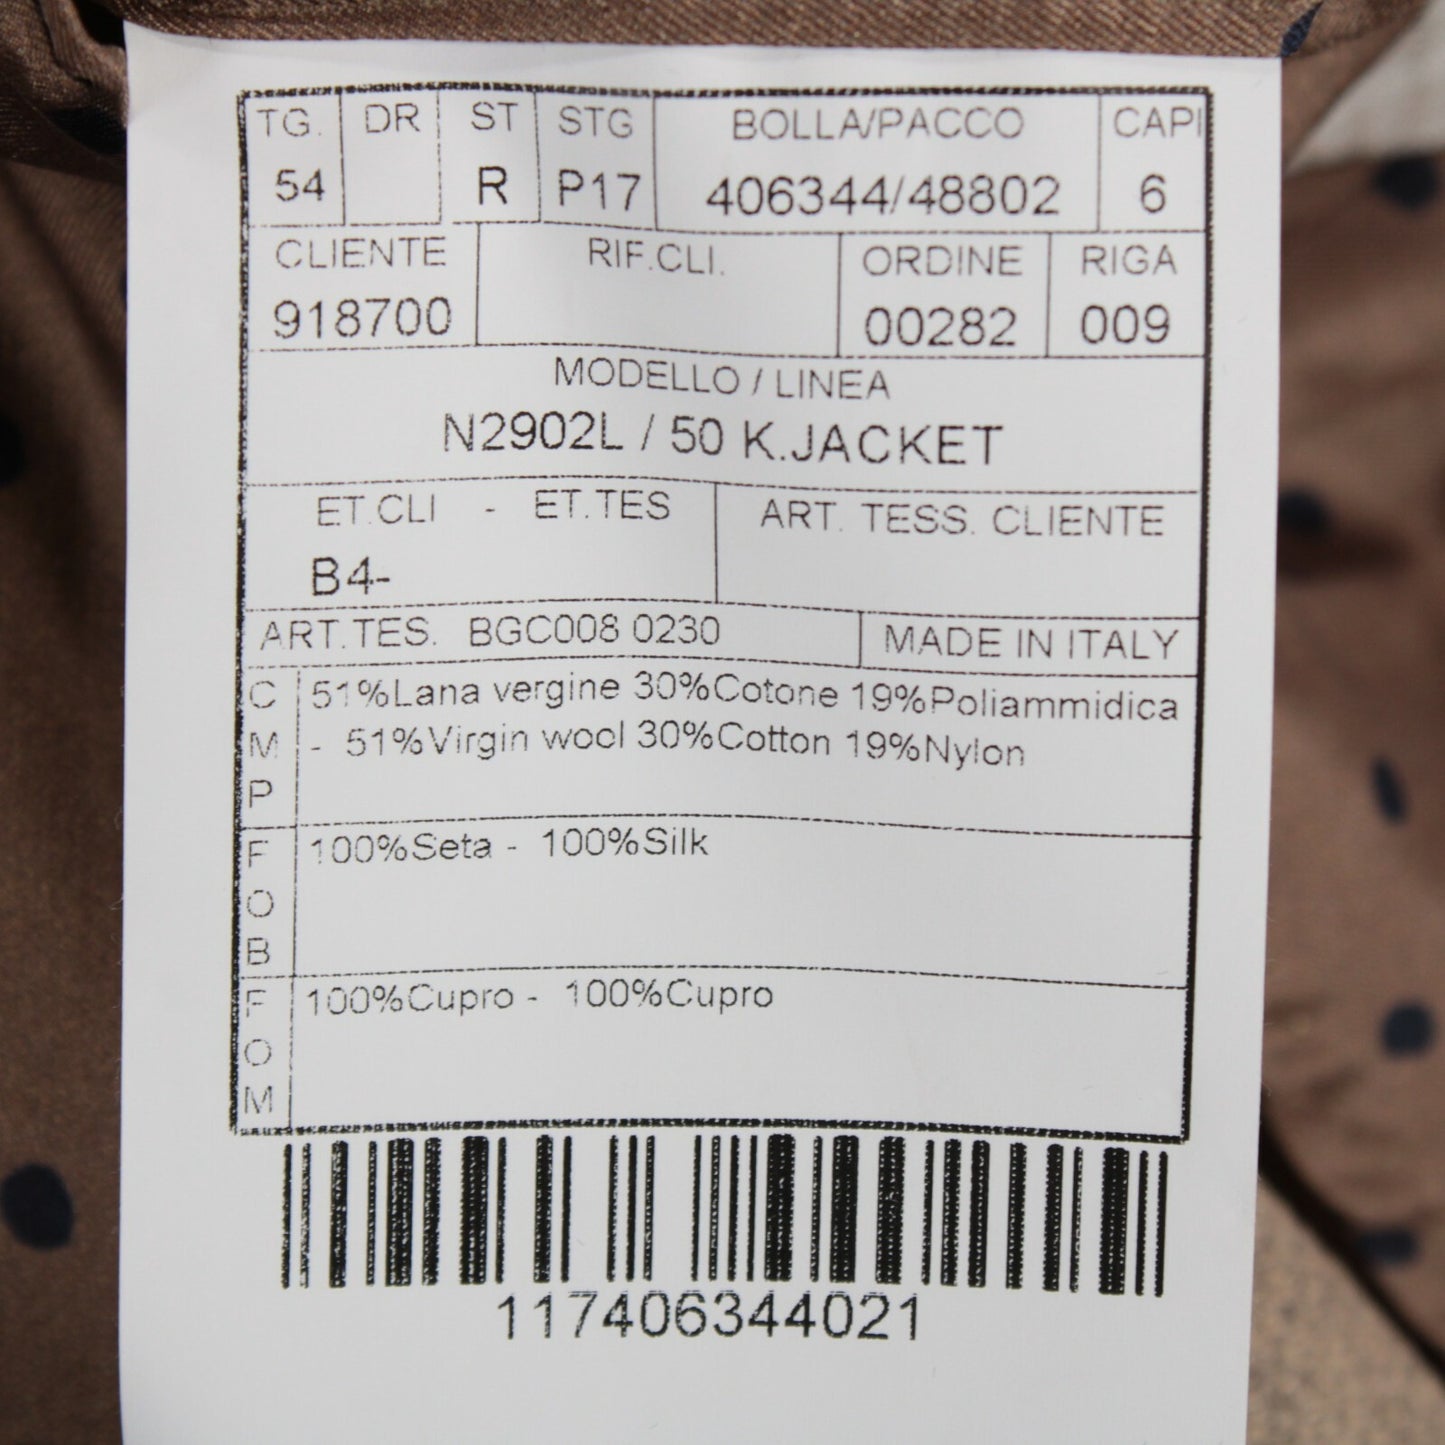 TG. DR ST STG BOLLA/PACCO CAPI
54 R P17 406344/48802 6
CLIENTE RIF.CLI. ORDINE RIGA
918700 00282 009
MODELLO / LINEA
N2902L / 50 K.JACKET
ET.CLI - ET.TES ART. TESS. CLIENTE
B4-
ART.TES. BGC008 0230 MADE IN ITALY
CMP 51%Lana vergine 30%Cotone 19%Poliammidica
- 51%Virgin wool 30%Cotton 19%Nylon
FOB 100%Seta - 100%Silk
FOM 100%Cupro - 100%Cupro
117406344021